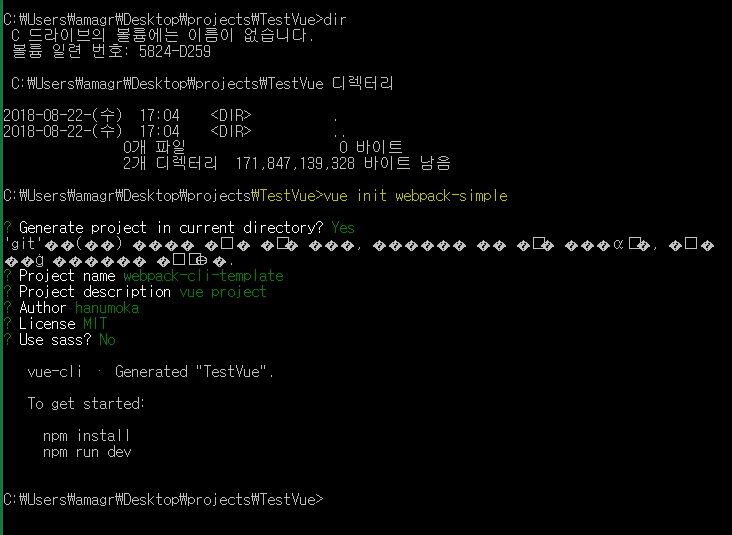 C:\Users\amagr\Desktop\projects\TestVue>dir
C 드라이브의 볼륨에는 이름이 없습니다.
볼륨 일련 번호: 5824-D259
C:\Users\amagr\Desktop\projects\TestVue 디렉터리
2018-08-22-(수) 17:04 <DIR> .
2018-08-22-(수) 17:04 <DIR> ..
0개 파일 0 바이트
2개 디렉터리 171,847,139,328 바이트 남음
C:\Users\amagr\Desktop\projects\TestVue>vue init webpack-simple
? Generate project in current directory? Yes
'git'
? Project name webpack-cli-template
? Project description vue project
? Author hanumoka
? License MIT
? Use sass? No
vue-cli · Generated "TestVue".
To get started:
npm install
npm run dev
C:\Users\amagr\Desktop\projects\TestVue>